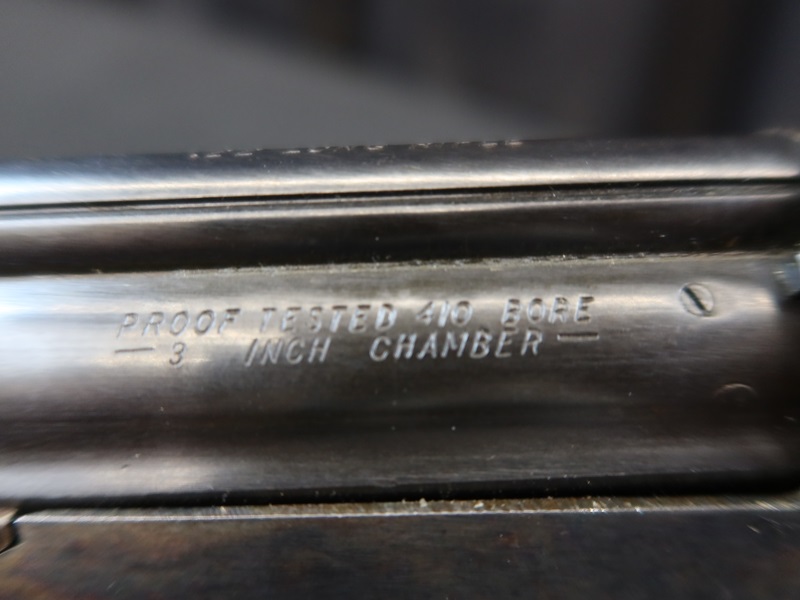 PROOF TESTED 410 BORE
— 3 INCH CHAMBER —